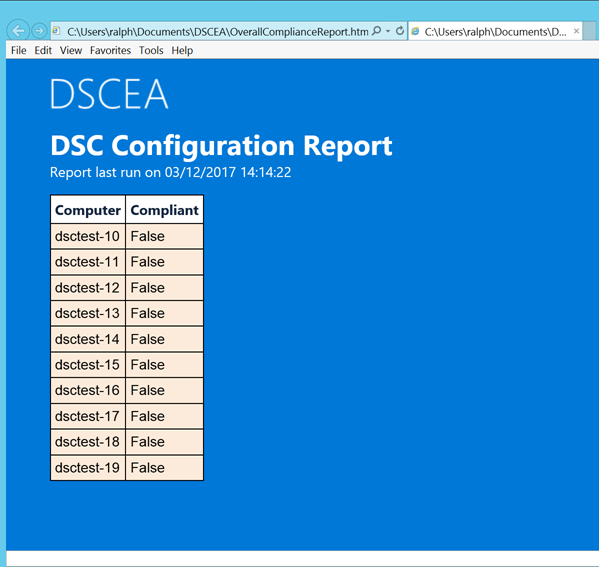 C:\Users\ralph\Documents\DSCEA\OverallComplianceReport.htm
C:\Users\ralph\Documents\D...
File Edit View Favorites Tools Help
DSCEA
DSC Configuration Report
Report last run on 03/12/2017 14:14:22
Computer Compliant
dsctest-10 False
dsctest-11 False
dsctest-12 False
dsctest-13 False
dsctest-14 False
dsctest-15 False
dsctest-16 False
dsctest-17 False
dsctest-18 False
dsctest-19 False